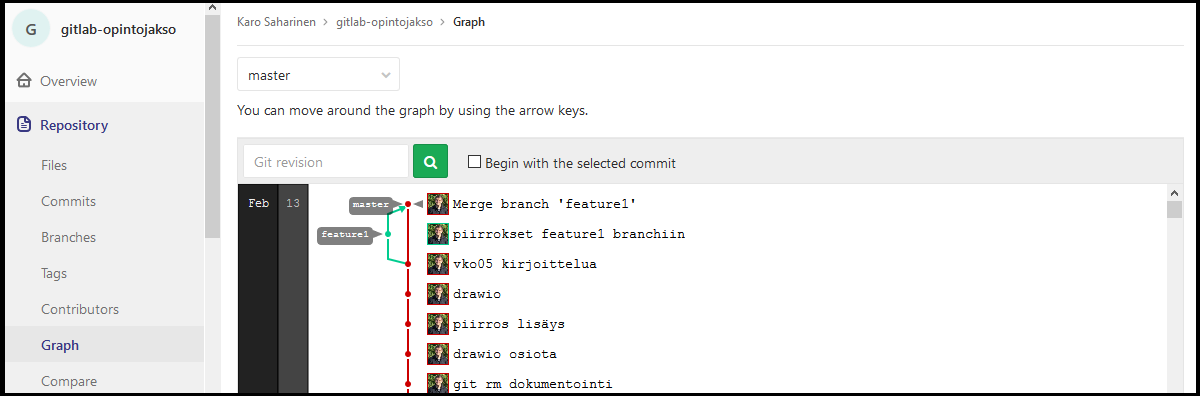 G gitlab-opintojakso
Overview
Repository
Files
Commits
Branches
Tags
Contributors
Graph
Compare
Karo Saharinen > gitlab-opintojakso > Graph
master
You can move around the graph by using the arrow keys.
Git revision
Begin with the selected commit
Feb 13
master Merge branch 'feature1'
feature1 piirrokset feature1 branchiin
vko05 kirjoittelua
drawio
piirros lisäys
drawio osiota
git rm dokumentointi